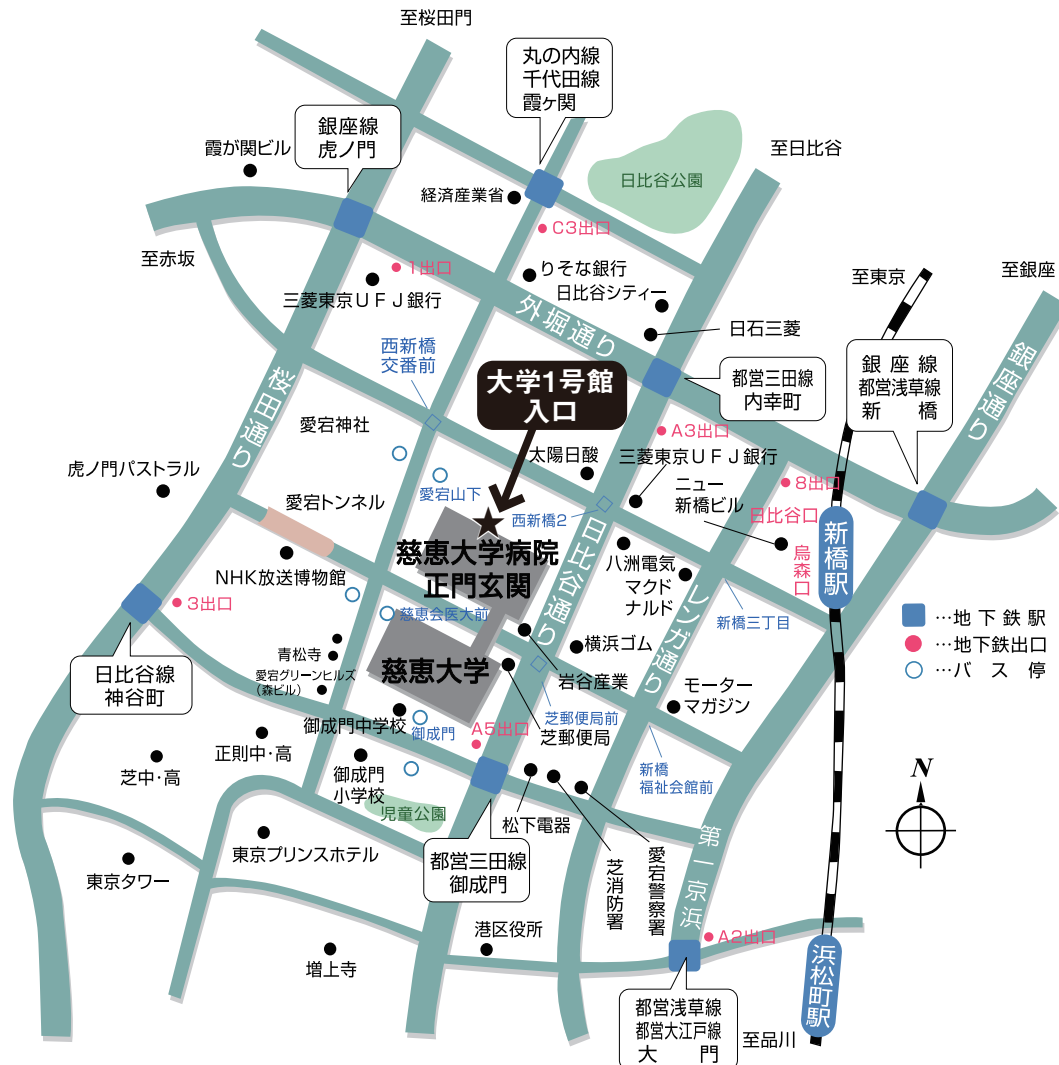 至桜田門
丸の内線
千代田線
霞ヶ関
銀座線
虎ノ門
霞が関ビル
至日比谷
日比谷公園
経済産業省
C3出口
至赤坂
1出口
三菱東京UFJ銀行
りそな銀行
日比谷シティー
外堀通り
日石三菱
至東京
至銀座
西新橋
交番前
大学1号館
入口
都営三田線
内幸町
銀座線
都営浅草線
新橋
銀座通り
桜田通り
愛宕神社
A3出口
太陽日酸
三菱東京UFJ銀行
虎ノ門パストラル
愛宕トンネル
愛宕山下
西新橋2
ニュー
新橋ビル
8出口
日比谷口
烏森口
新橋駅
慈恵大学病院
正門玄関
日比谷通り
八洲電気
マクド
ナルド
レンガ通り
新橋三丁目
NHK放送博物館
3出口
慈恵会医大前
横浜ゴム
…地下鉄駅
…地下鉄出口
…バス停
日比谷線
神谷町
青松寺
愛宕グリーンヒルズ
(森ビル)
慈恵大学
岩谷産業
モーター
マガジン
御成門中学校
御成門
A5出口
芝郵便局前
芝郵便局
新橋
福祉会館前
正則中・高
芝中・高
御成門
小学校
児童公園
松下電器
N
東京プリンスホテル
東京タワー
都営三田線
御成門
芝消防署
愛宕警察署
第一京浜
港区役所
A2出口
増上寺
浜松町駅
都営浅草線
都営大江戸線
大門
至品川